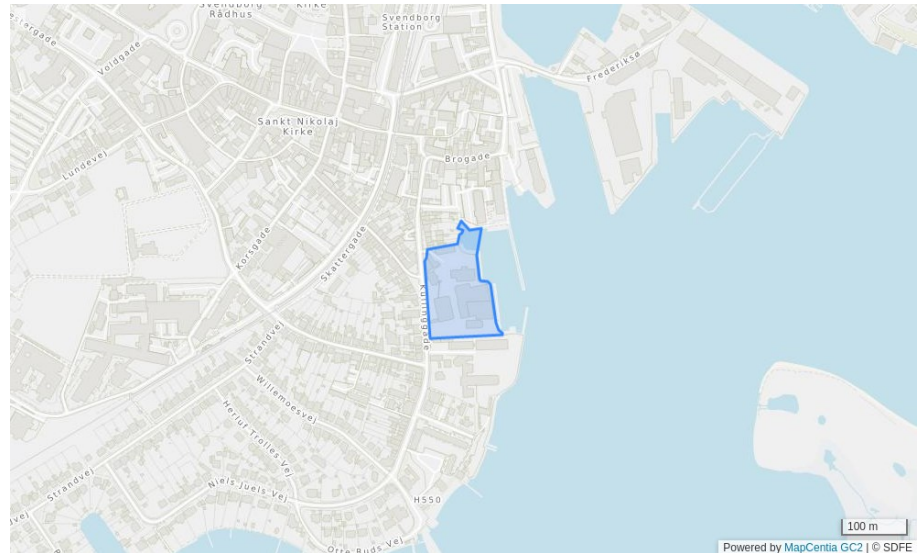 Svendborg
Rådhus
Kirke
Svendborg
Station
Voldgade
Frederiksø
Sankt Nikolaj
Kirke
Brogade
Lundevej
Korsgade
Skattergade
Kullinggade
Strandvej
Willemoesvej
Herluf Trolles Vej
Strandvej
Niels Juels Vej
H550
Otto Ruds Vej
100 m
Powered by MapCentia GC2 | © SDFE